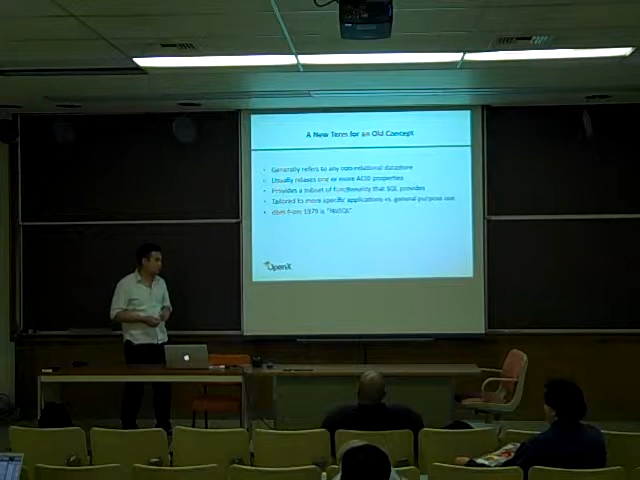 A New Term for an Old Concept
Generally refers to any non-relational datastore
Usually relaxes one or more ACID properties
Provides a subset of functionality that SQL provides
Tailored to more specific applications vs. general purpose use
dbm from 1979 is "NoSQL"
OpenX